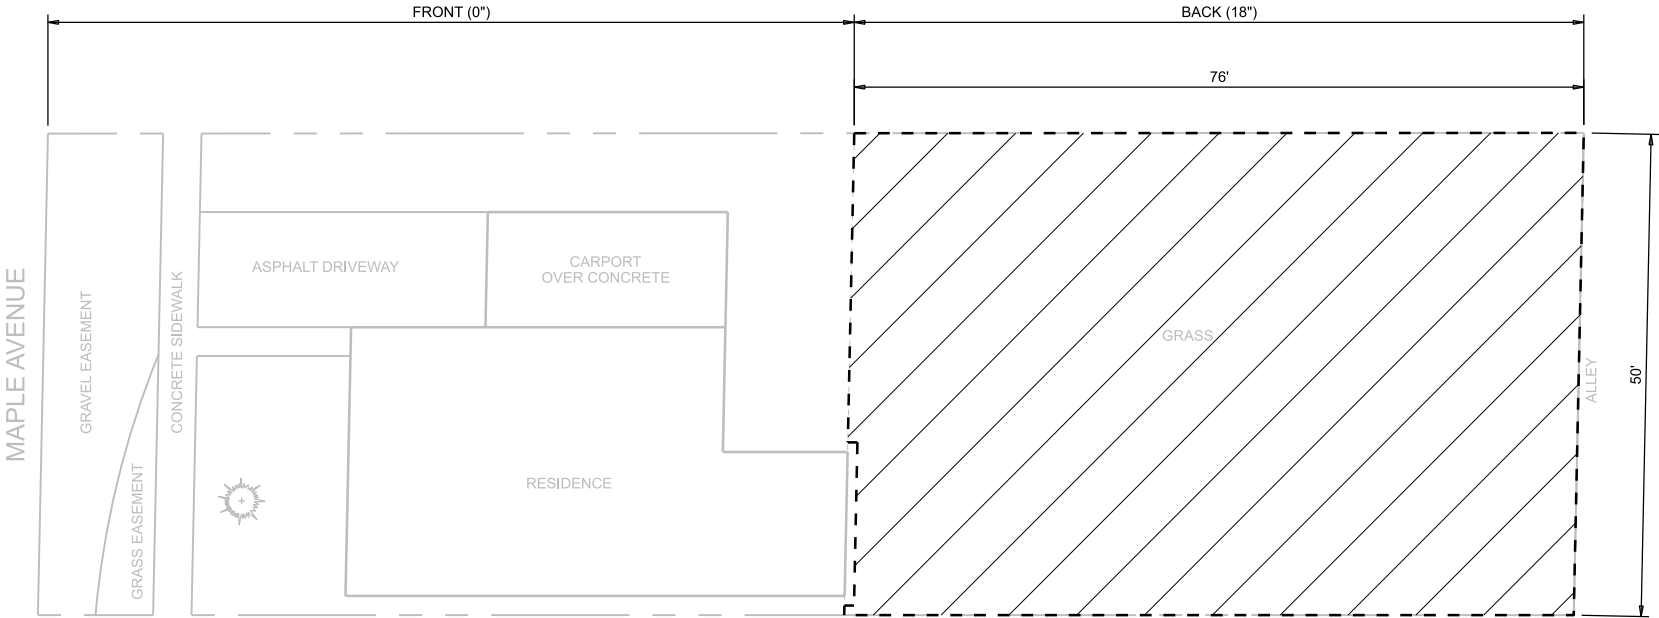 FRONT (0")
BACK (18")
76'
MAPLE AVENUE
GRAVEL EASEMENT
GRASS EASEMENT
CONCRETE SIDEWALK
ASPHALT DRIVEWAY
CARPORT
OVER CONCRETE
RESIDENCE
GRASS
ALLEY
50'